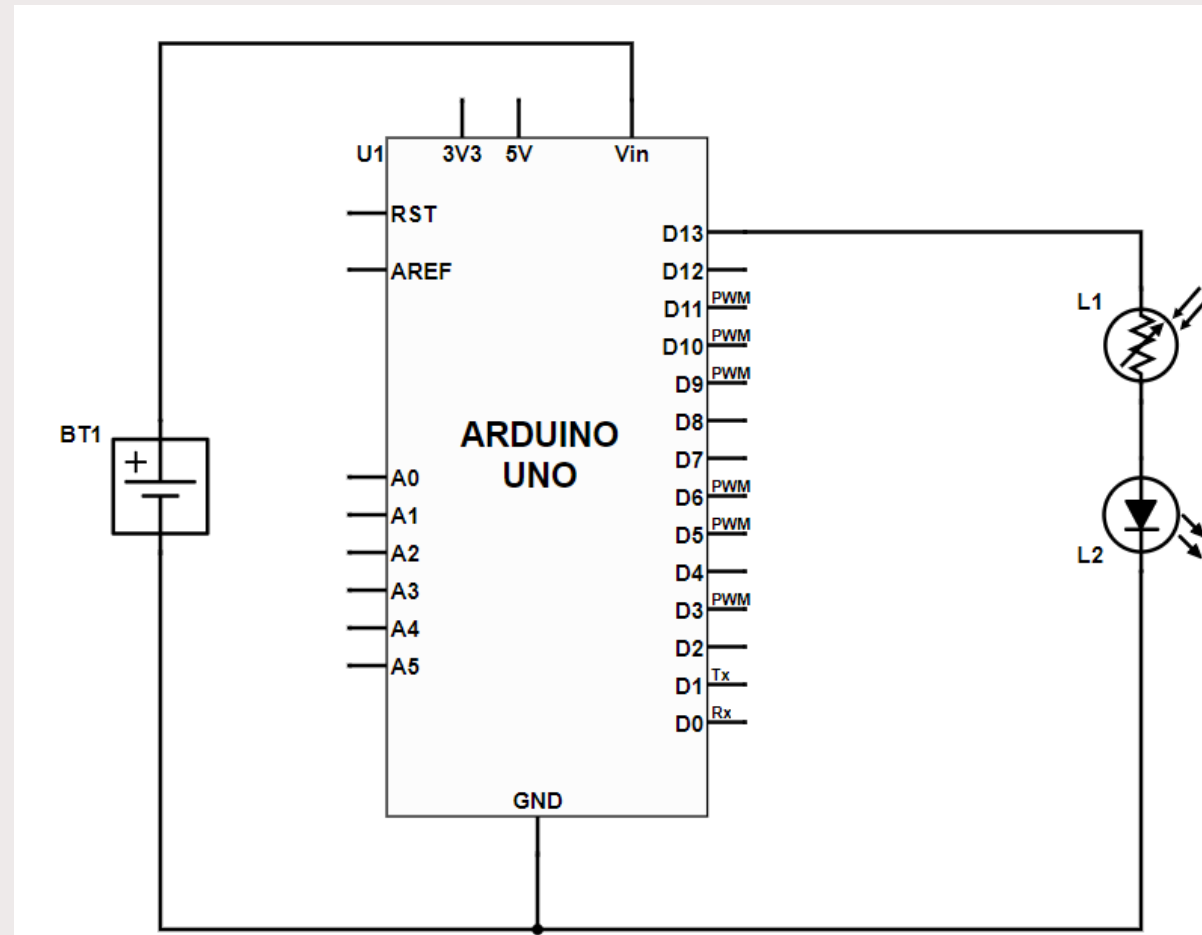 U1
3V3 5V Vin
RST
AREF
D13
D12
D11 PWM
D10 PWM
D9 PWM
D8
D7
D6 PWM
D5 PWM
D4
D3 PWM
D2
D1 Tx
D0 Rx
L1
BT1
+
ARDUINO
UNO
A0
A1
A2
A3
A4
A5
L2
GND